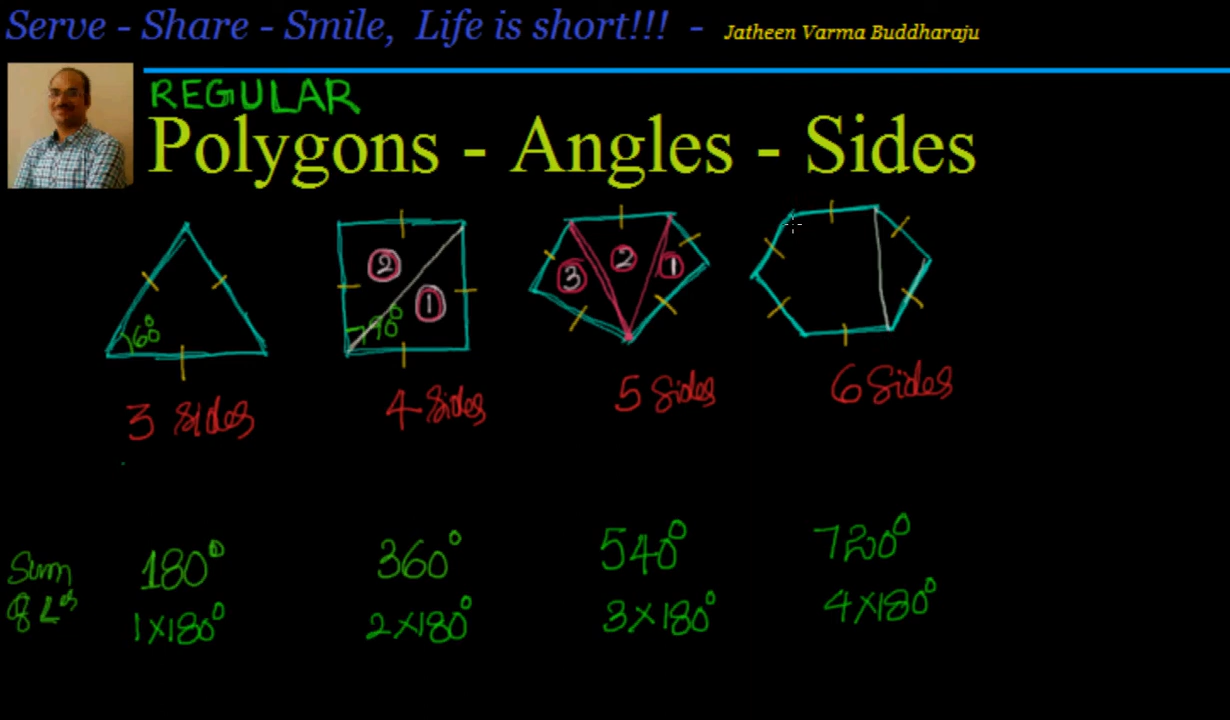 Serve - Share - Smile, Life is short!!! - Jatheen Varma Buddharaju
REGULAR
Polygons - Angles - Sides
60°
2
1
90°
3
2
1
3 sides
4 Sides
5 Sides
6 Sides
Sum 180° 360° 540° 720°
of L's 1×180° 2×180° 3×180° 4×180°